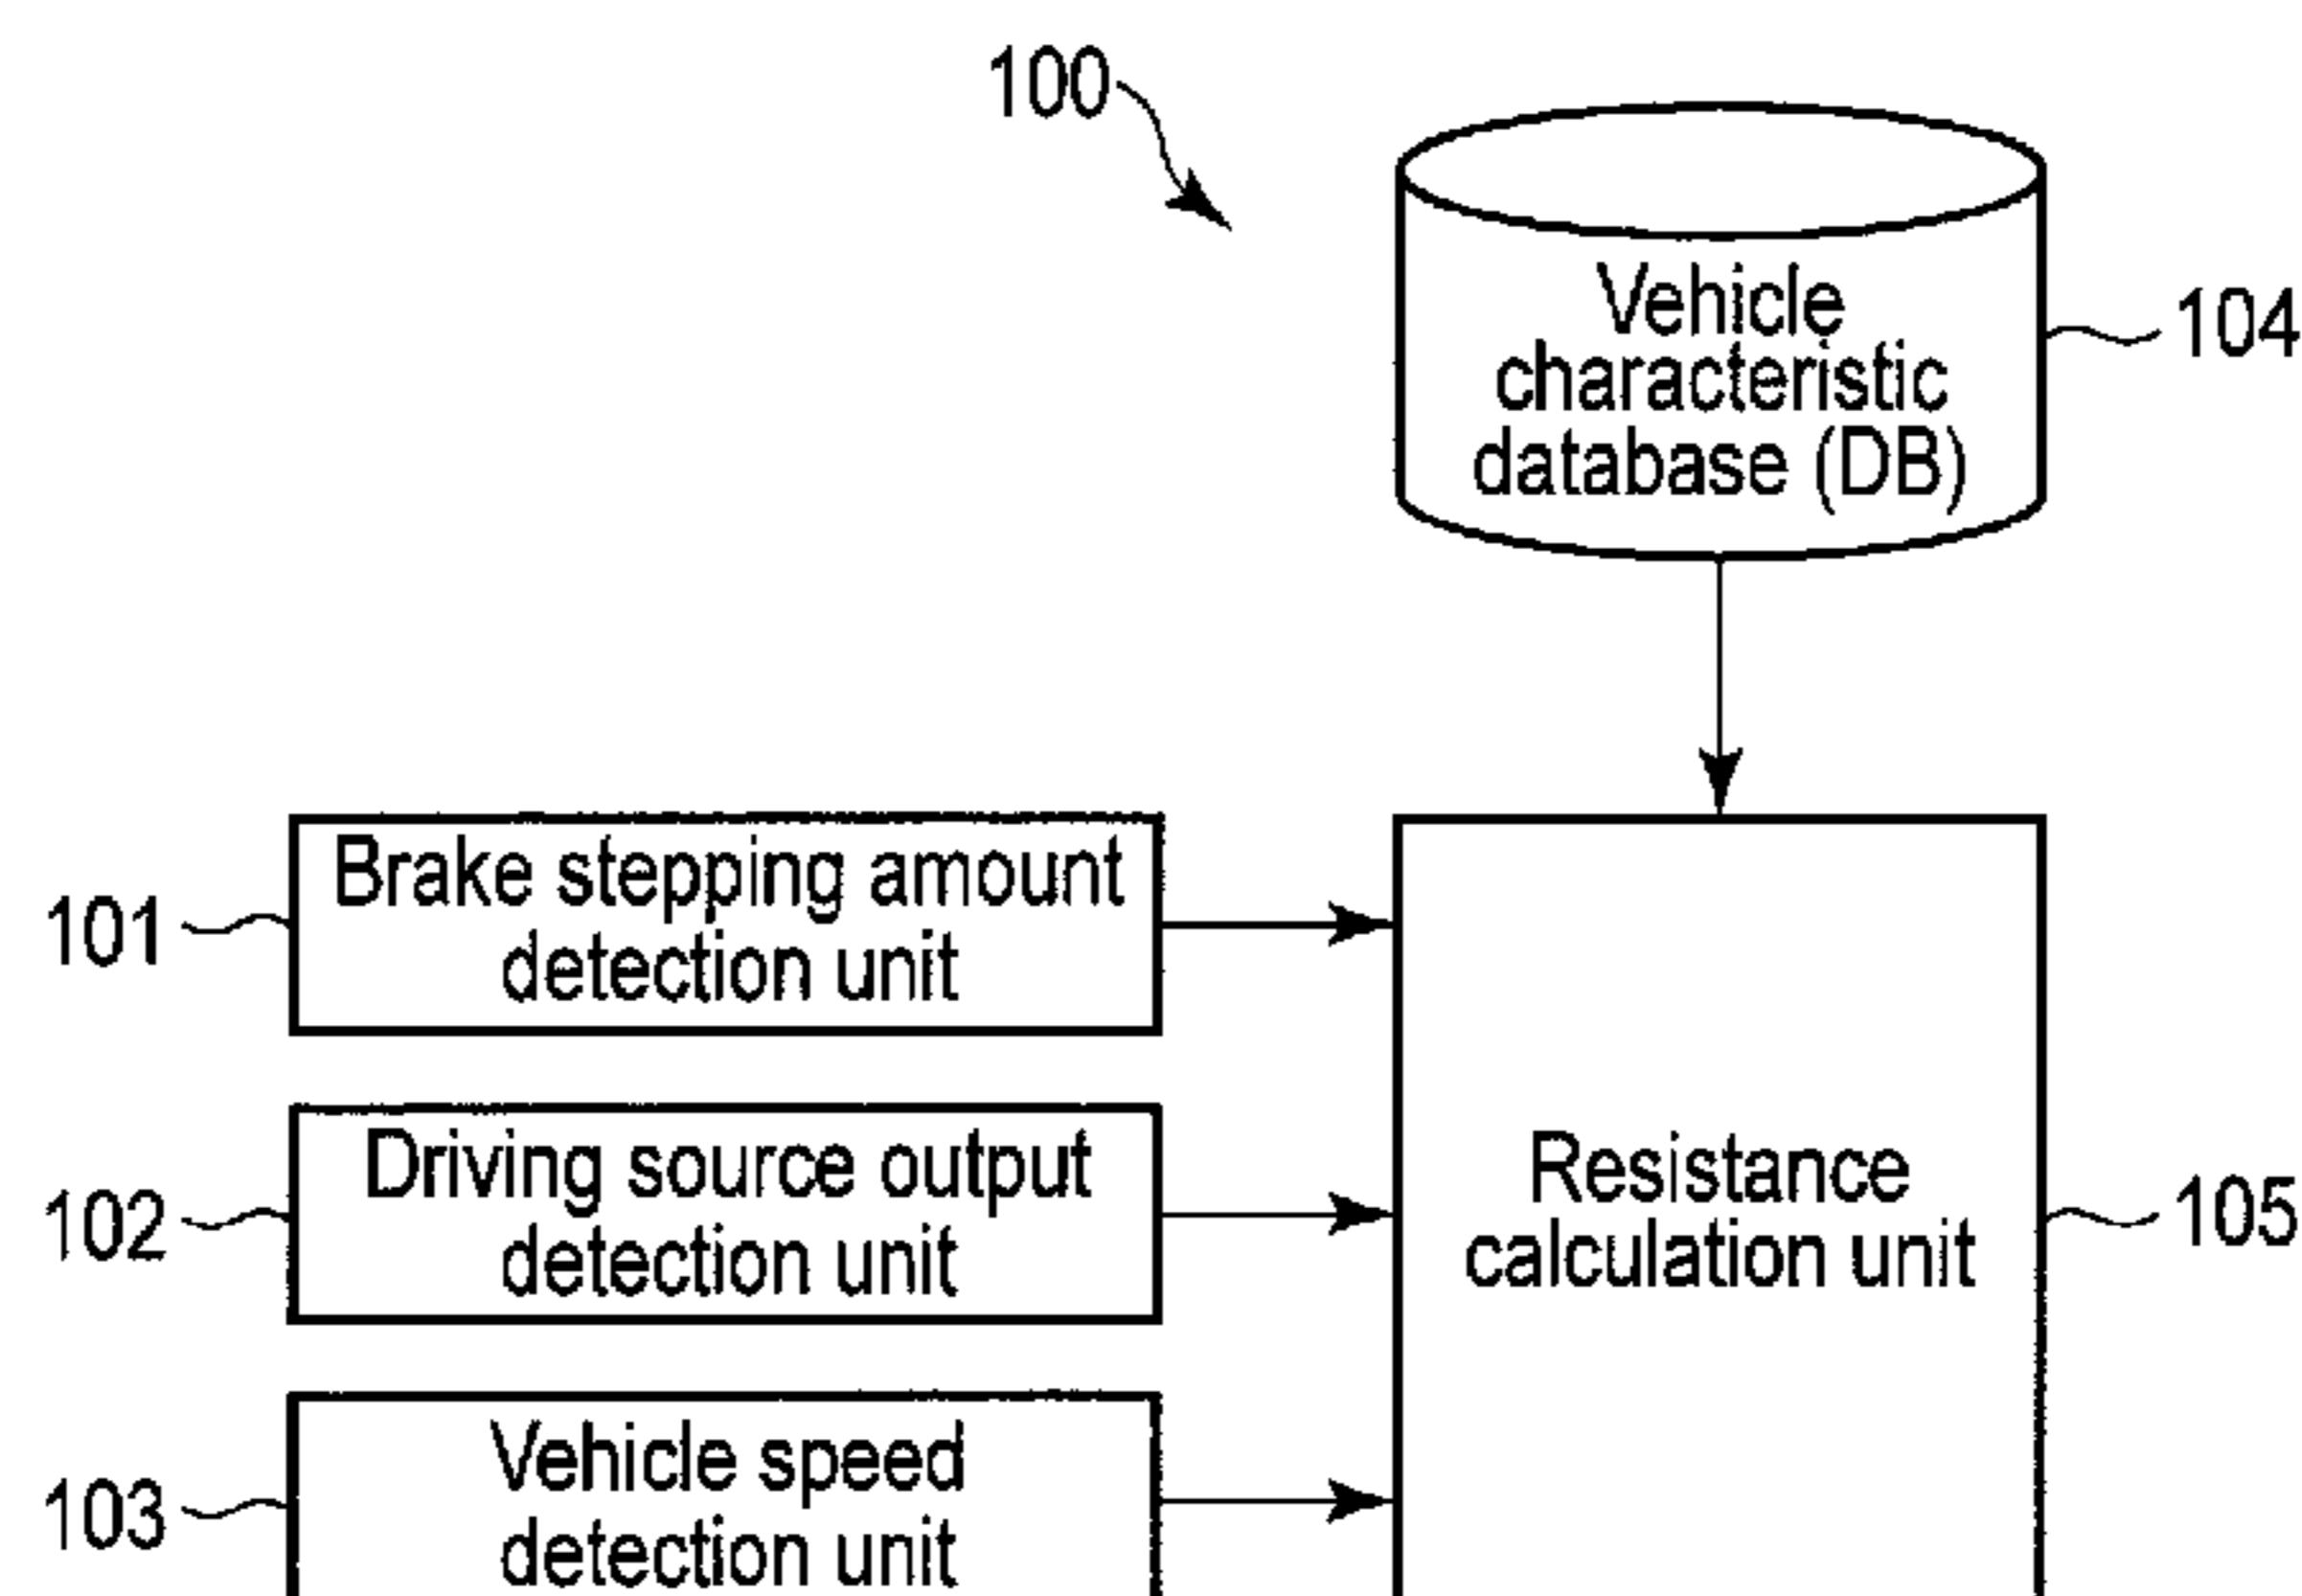 100
Vehicle
characteristic
database (DB)
104
101
Brake stepping amount
detection unit
102
Driving source output
detection unit
Resistance
calculation unit
105
103
Vehicle speed
detection unit